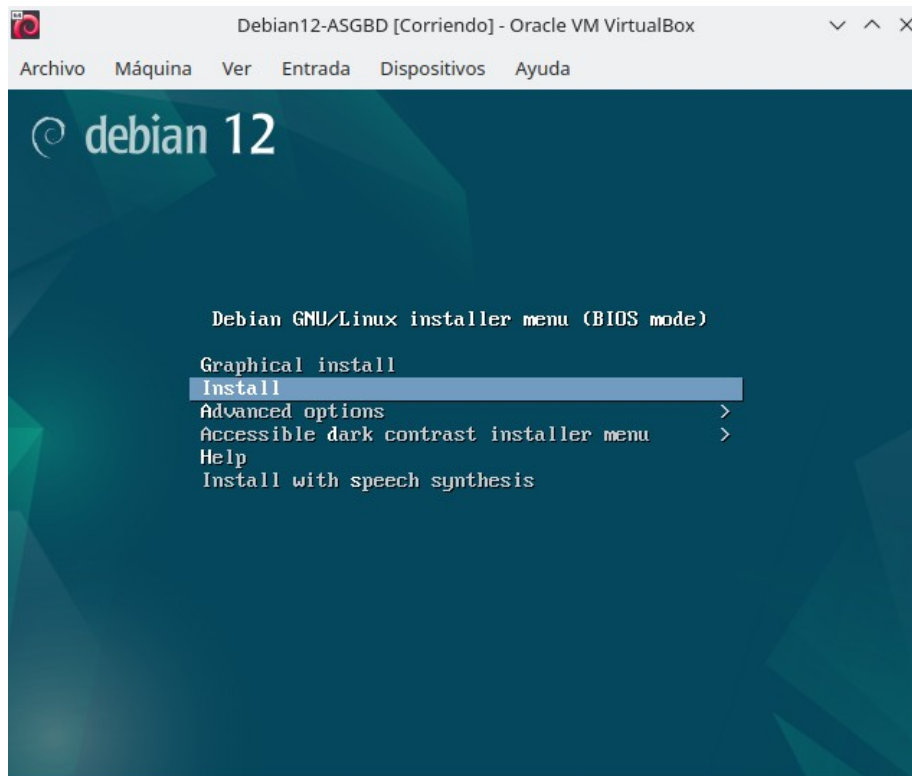 Debian12-ASGBD [Corriendo] - Oracle VM VirtualBox
Archivo Máquina Ver Entrada Dispositivos Ayuda
debian 12
Debian GNU/Linux installer menu (BIOS mode)
Graphical install
Install
Advanced options >
Accessible dark contrast installer menu >
Help
Install with speech synthesis